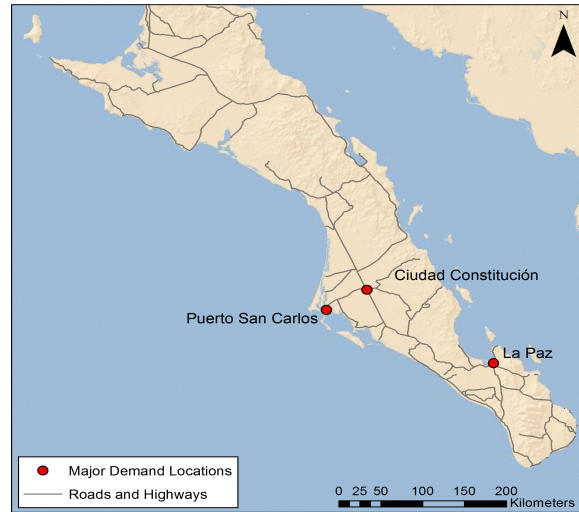 N
Ciudad Constitución
Puerto San Carlos
La Paz
Major Demand Locations
Roads and Highways
0 25 50 100 150 200
Kilometers